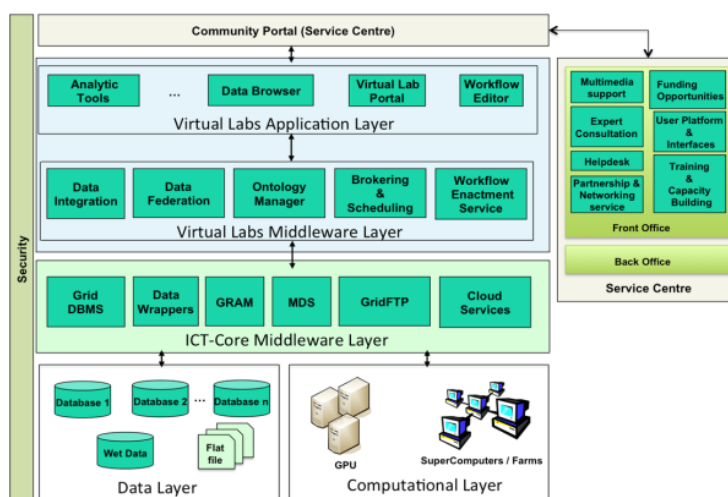 Security
Community Portal (Service Centre)
Analytic
Tools
...
Data Browser
Virtual Lab
Portal
Workflow
Editor
Virtual Labs Application Layer
Data
Integration
Data
Federation
Ontology
Manager
Brokering
&
Scheduling
Workflow
Enactment
Service
Virtual Labs Middleware Layer
Grid
DBMS
Data
Wrappers
GRAM
MDS
GridFTP
Cloud
Services
ICT-Core Middleware Layer
Database 1
Database 2
...
Database n
Wet Data
Flat
file
Data Layer
GPU
SuperComputers / Farms
Computational Layer
Multimedia
support
Funding
Opportunities
Expert
Consultation
User Platform
&
Interfaces
Helpdesk
Partnership &
Networking
service
Training
&
Capacity
Building
Front Office
Back Office
Service Centre